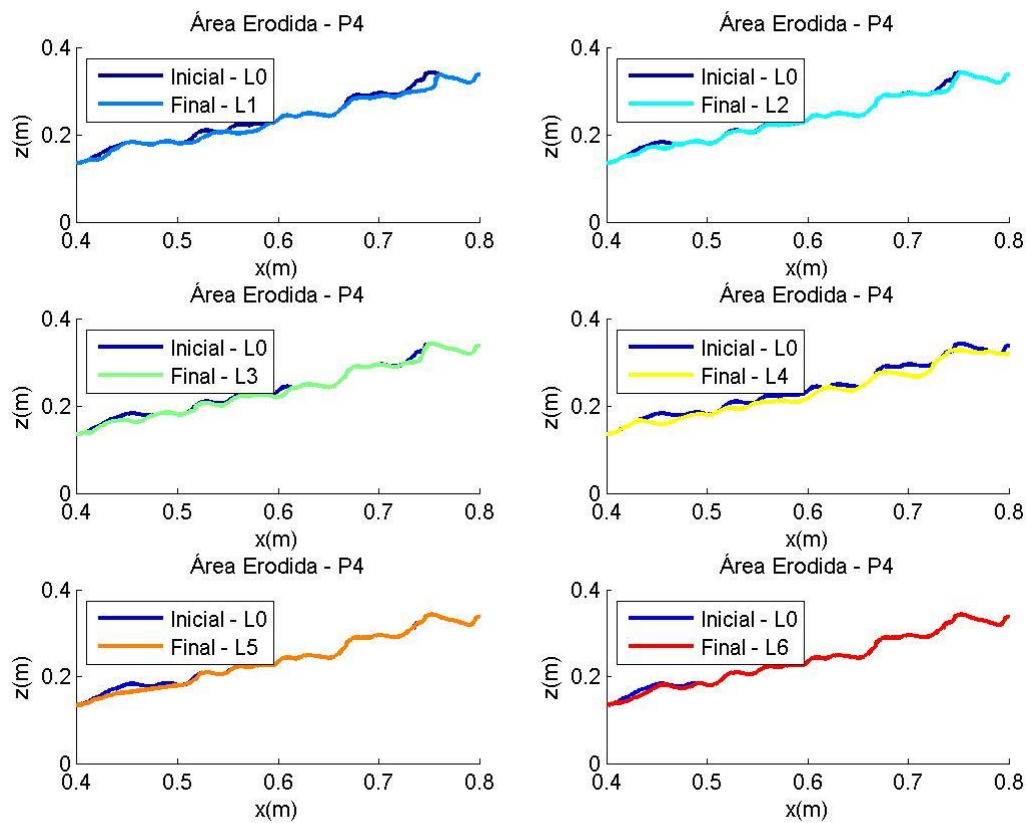 Área Erodida - P4
0.4
Inicial - L0
Final - L1
0.2
z(m)
0
0.4 0.5 0.6 0.7 0.8
x(m)
Área Erodida - P4
0.4
Inicial - L0
Final - L2
0.2
z(m)
0
0.4 0.5 0.6 0.7 0.8
x(m)
Área Erodida - P4
0.4
Inicial - L0
Final - L3
0.2
z(m)
0
0.4 0.5 0.6 0.7 0.8
x(m)
Área Erodida - P4
0.4
Inicial - L0
Final - L4
0.2
z(m)
0
0.4 0.5 0.6 0.7 0.8
x(m)
Área Erodida - P4
0.4
Inicial - L0
Final - L5
0.2
z(m)
0
0.4 0.5 0.6 0.7 0.8
x(m)
Área Erodida - P4
0.4
Inicial - L0
Final - L6
0.2
z(m)
0
0.4 0.5 0.6 0.7 0.8
x(m)